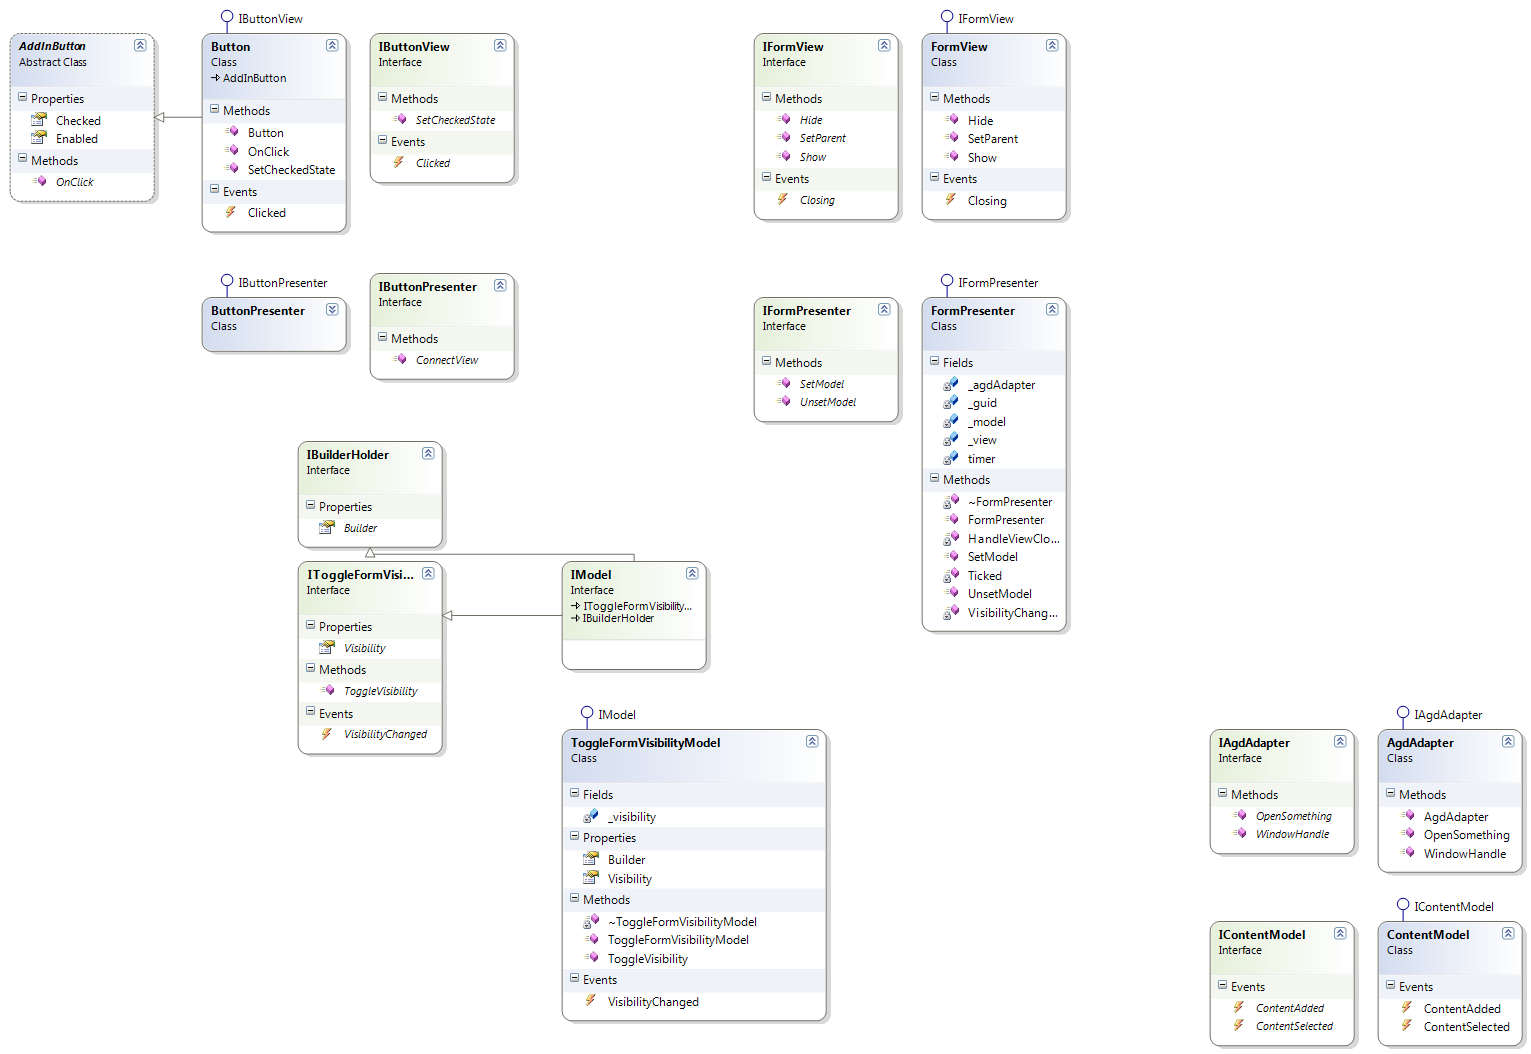 AddInButton
Abstract Class
Properties
Checked
Enabled
Methods
OnClick
IButtonView
Button
Class
AddInButton
Methods
Button
OnClick
SetCheckedState
Events
Clicked
IButtonView
Interface
Methods
SetCheckedState
Events
Clicked
IFormView
Interface
Methods
Hide
SetParent
Show
Events
Closing
IFormView
FormView
Class
Methods
Hide
SetParent
Show
Events
Closing
IButtonPresenter
ButtonPresenter
Class
IButtonPresenter
Interface
Methods
ConnectView
IFormPresenter
Interface
Methods
SetModel
UnsetModel
IFormPresenter
FormPresenter
Class
Fields
_agdAdapter
_guid
_model
_view
timer
Methods
~FormPresenter
FormPresenter
HandleViewClo...
SetModel
Ticked
UnsetModel
VisibilityChang...
IBuilderHolder
Interface
Properties
Builder
IToggleFormVisi...
Interface
Properties
Visibility
Methods
ToggleVisibility
Events
VisibilityChanged
IModel
Interface
IToggleFormVisibility...
IBuilderHolder
IModel
ToggleFormVisibilityModel
Class
Fields
_visibility
Properties
Builder
Visibility
Methods
~ToggleFormVisibilityModel
ToggleFormVisibilityModel
ToggleVisibility
Events
VisibilityChanged
IAgdAdapter
Interface
Methods
OpenSomething
WindowHandle
IAgdAdapter
AgdAdapter
Class
Methods
AgdAdapter
OpenSomething
WindowHandle
IContentModel
Interface
Events
ContentAdded
ContentSelected
IContentModel
ContentModel
Class
Events
ContentAdded
ContentSelected